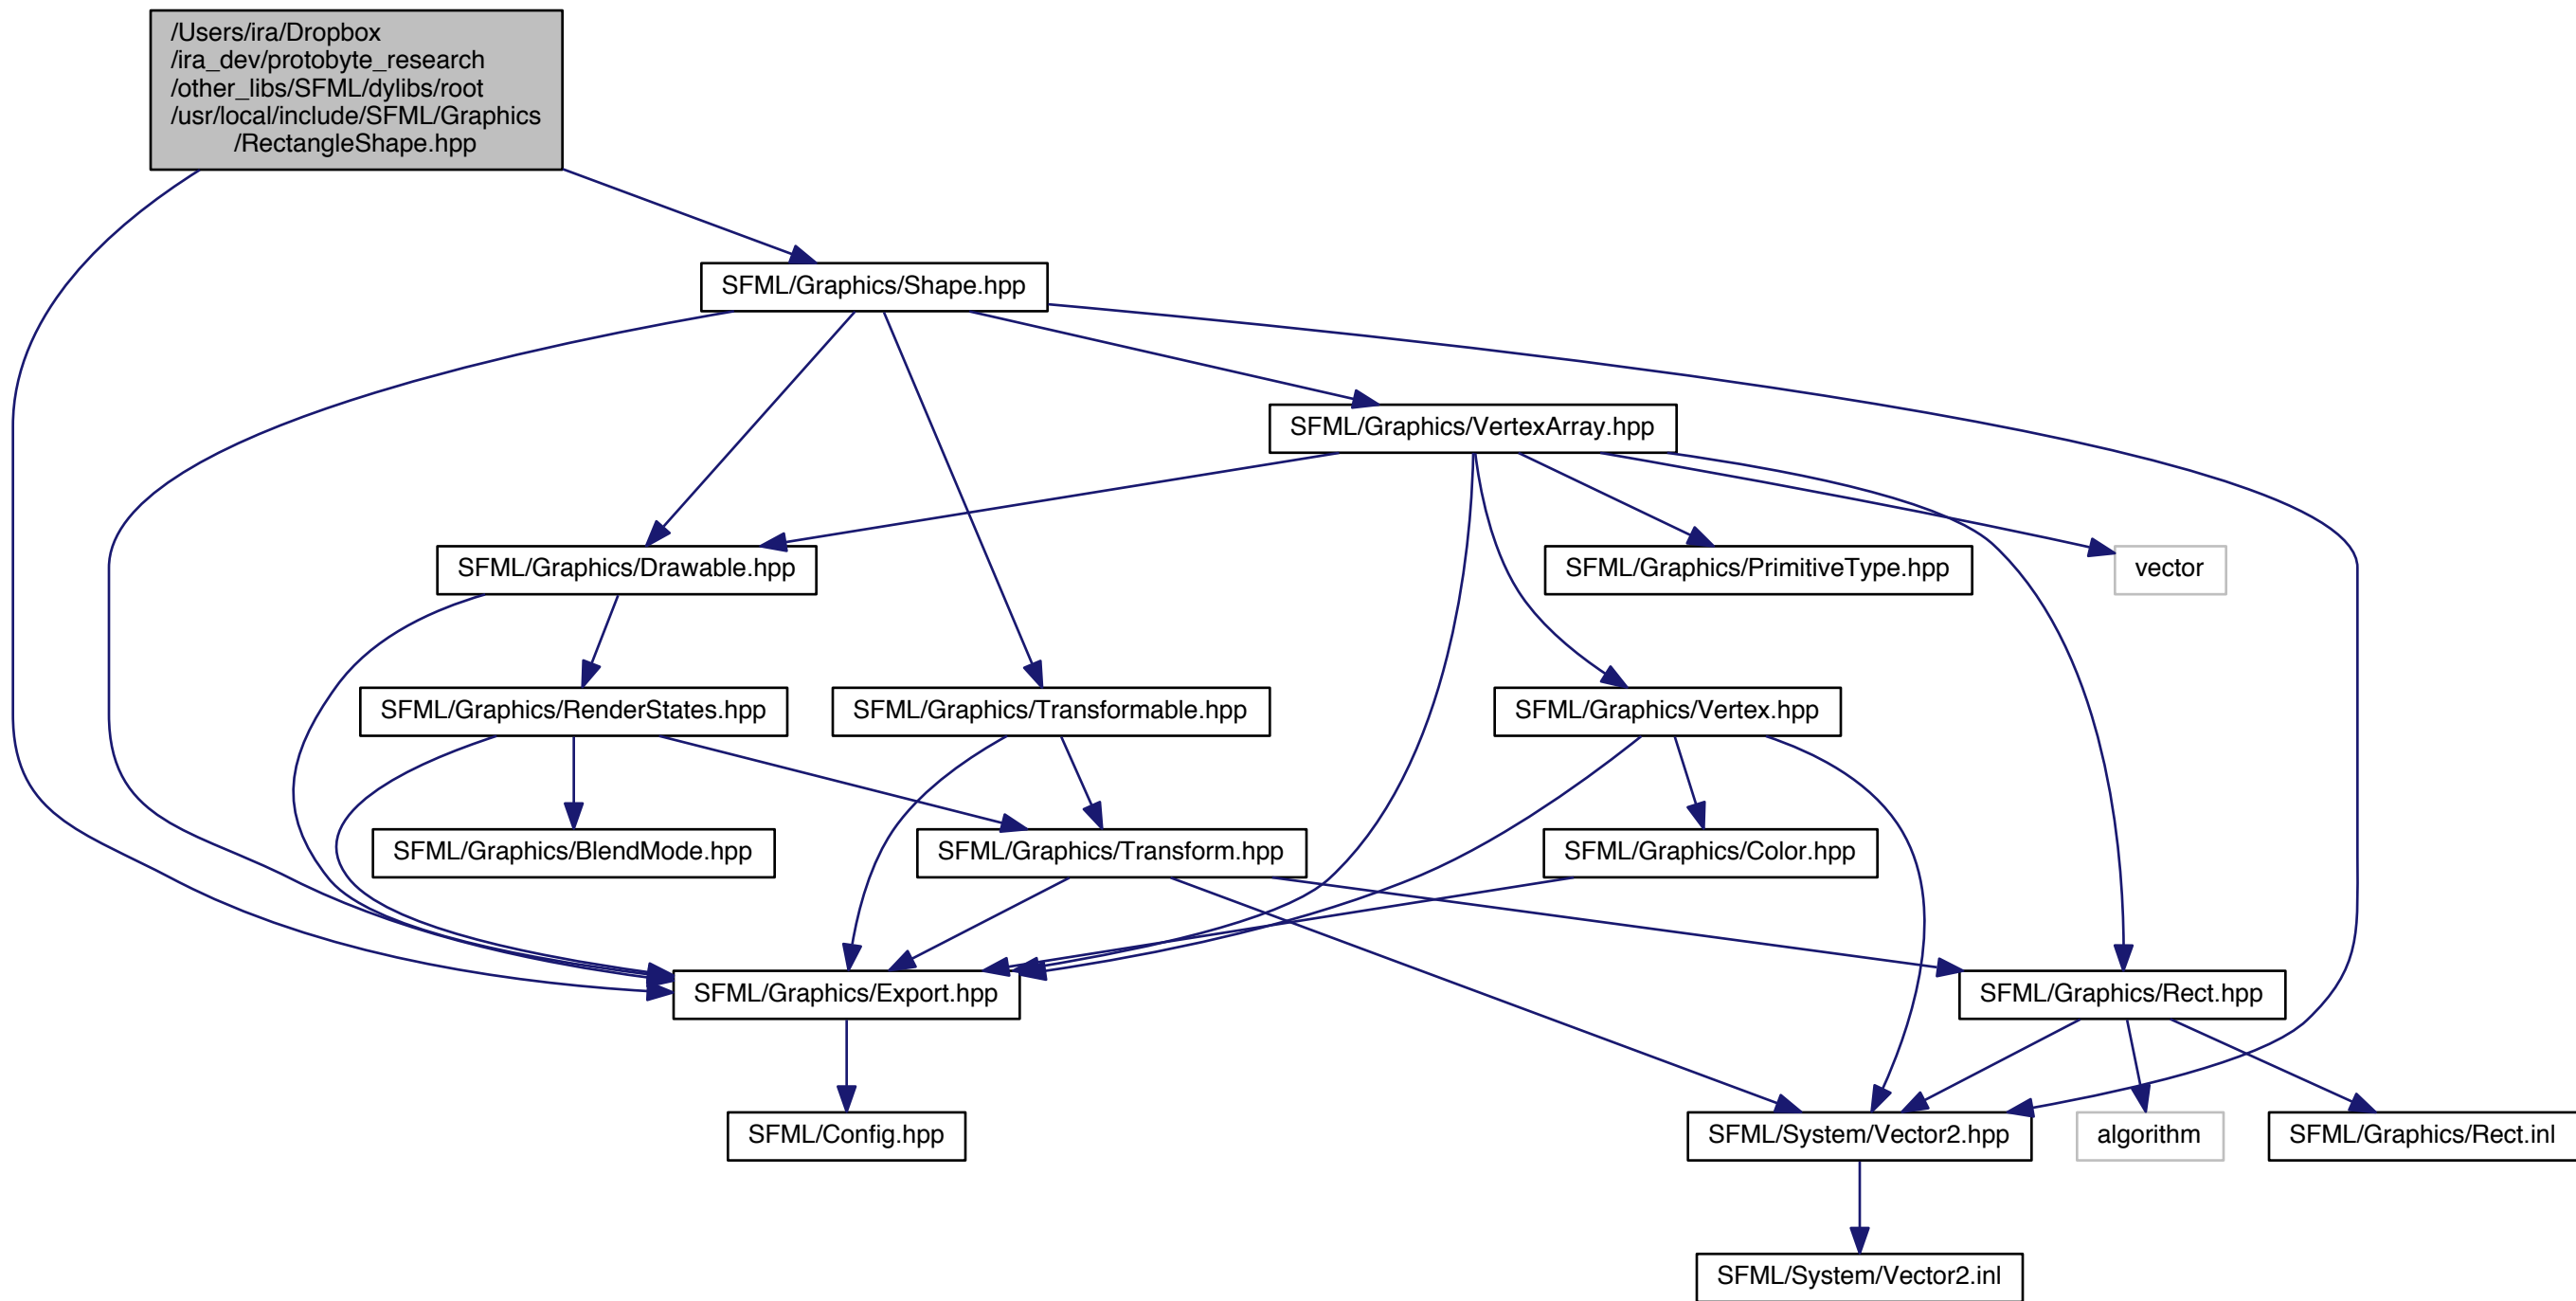 /Users/ira/Dropbox
/ira_dev/protobyte_research
/other_libs/SFML/dylibs/root
/usr/local/include/SFML/Graphics
/RectangleShape.hpp
SFML/Graphics/Shape.hpp
SFML/Graphics/VertexArray.hpp
SFML/Graphics/Drawable.hpp
SFML/Graphics/PrimitiveType.hpp
vector
SFML/Graphics/RenderStates.hpp
SFML/Graphics/Transformable.hpp
SFML/Graphics/Vertex.hpp
SFML/Graphics/BlendMode.hpp
SFML/Graphics/Transform.hpp
SFML/Graphics/Color.hpp
SFML/Graphics/Export.hpp
SFML/Graphics/Rect.hpp
SFML/Config.hpp
SFML/System/Vector2.hpp
algorithm
SFML/Graphics/Rect.inl
SFML/System/Vector2.inl